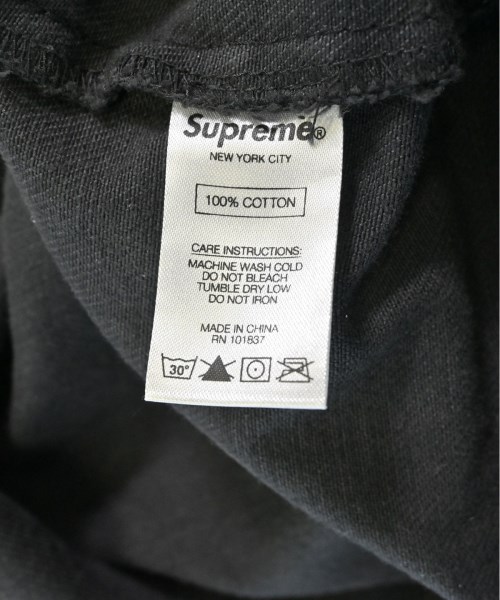 Supreme®
NEW YORK CITY
100% COTTON
CARE INSTRUCTIONS:
MACHINE WASH COLD
DO NOT BLEACH
TUMBLE DRY LOW
DO NOT IRON
MADE IN CHINA
RN 101837
30°